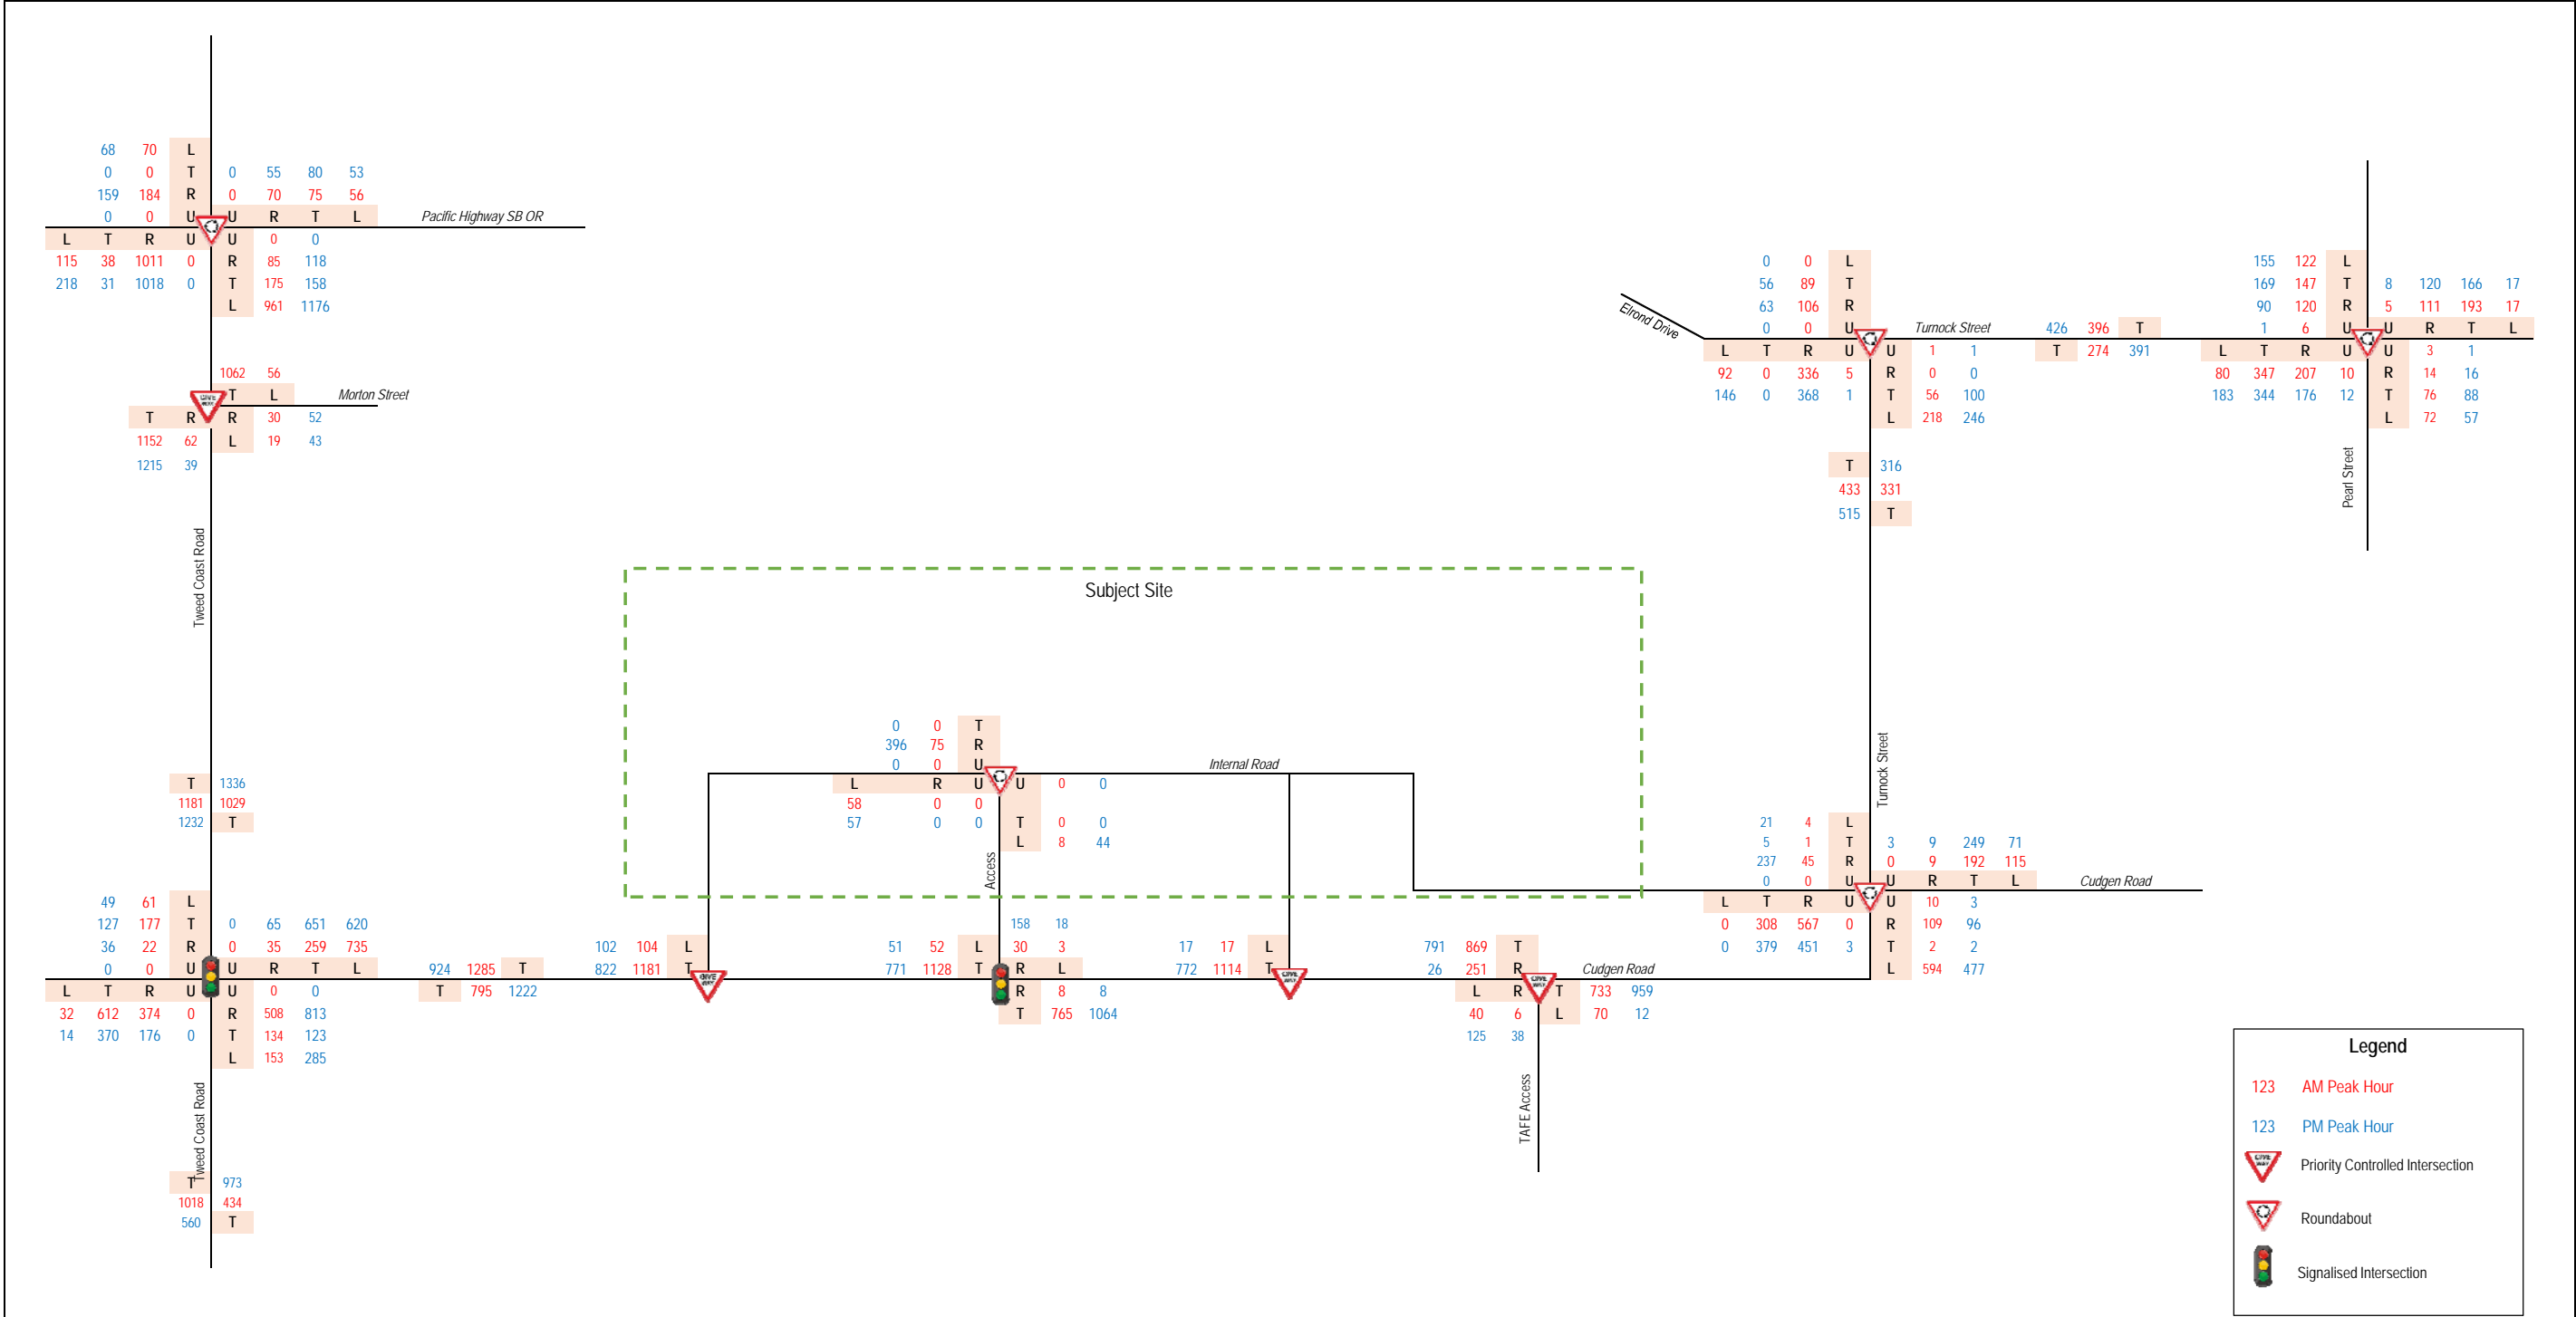 68 70 L
0 0 T 0 55 80 53
159 184 R 0 70 75 56
0 0 U U R T L Pacific Highway SB OR
L T R U U 0 0
115 38 1011 0 R 85 118
218 31 1018 0 T 175 158
L 961 1176
1062 56
T L Morton Street
GIVE WAY
T R R 30 52
1152 62 L 19 43
1215 39
Tweed Coast Road
T 1336
1181 1029
1232 T
49 61 L
127 177 T 0 65 651 620
36 22 R 0 35 259 735
0 0 U U R T L
L T R U U 0 0
32 612 374 0 R 508 813
14 370 176 0 T 134 123
L 153 285
Tweed Coast Road
T 973
1018 434
560 T
924 1285 T
T 795 1222
Subject Site
0 0 T
396 75 R
0 0 U Internal Road
L R U U 0 0
58 0 0
57 0 0 T 0 0
L 8 44
Access
102 104 L
822 1181 T
GIVE WAY
158 18
51 52 L 30 3
771 1128 T R L
R 8 8
T 765 1064
17 17 L
772 1114 T
GIVE WAY
791 869 T
26 251 R Cudgen Road
GIVE WAY
L R T 733 959
40 6 L 70 12
125 38
TAFE Access
Elrond Drive
0 0 L
56 89 T
63 106 R
0 0 U Turnock Street
L T R U U 1 1
92 0 336 5 R 0 0
146 0 368 1 T 56 100
L 218 246
426 396 T
T 274 391
155 122 L
169 147 T 8 120 166 17
90 120 R 5 111 193 17
1 6 U U R T L
L T R U U 3 1
80 347 207 10 R 14 16
183 344 176 12 T 76 88
L 72 57
Pearl Street
T 316
433 331
515 T
Turnock Street
21 4 L
5 1 T 3 9 249 71
237 45 R 0 9 192 115
0 0 U U R T L Cudgen Road
L T R U U 10 3
0 308 567 0 R 109 96
0 379 451 3 T 2 2
L 594 477
Legend
123 AM Peak Hour
123 PM Peak Hour
GIVE WAY Priority Controlled Intersection
Roundabout
Signalised Intersection